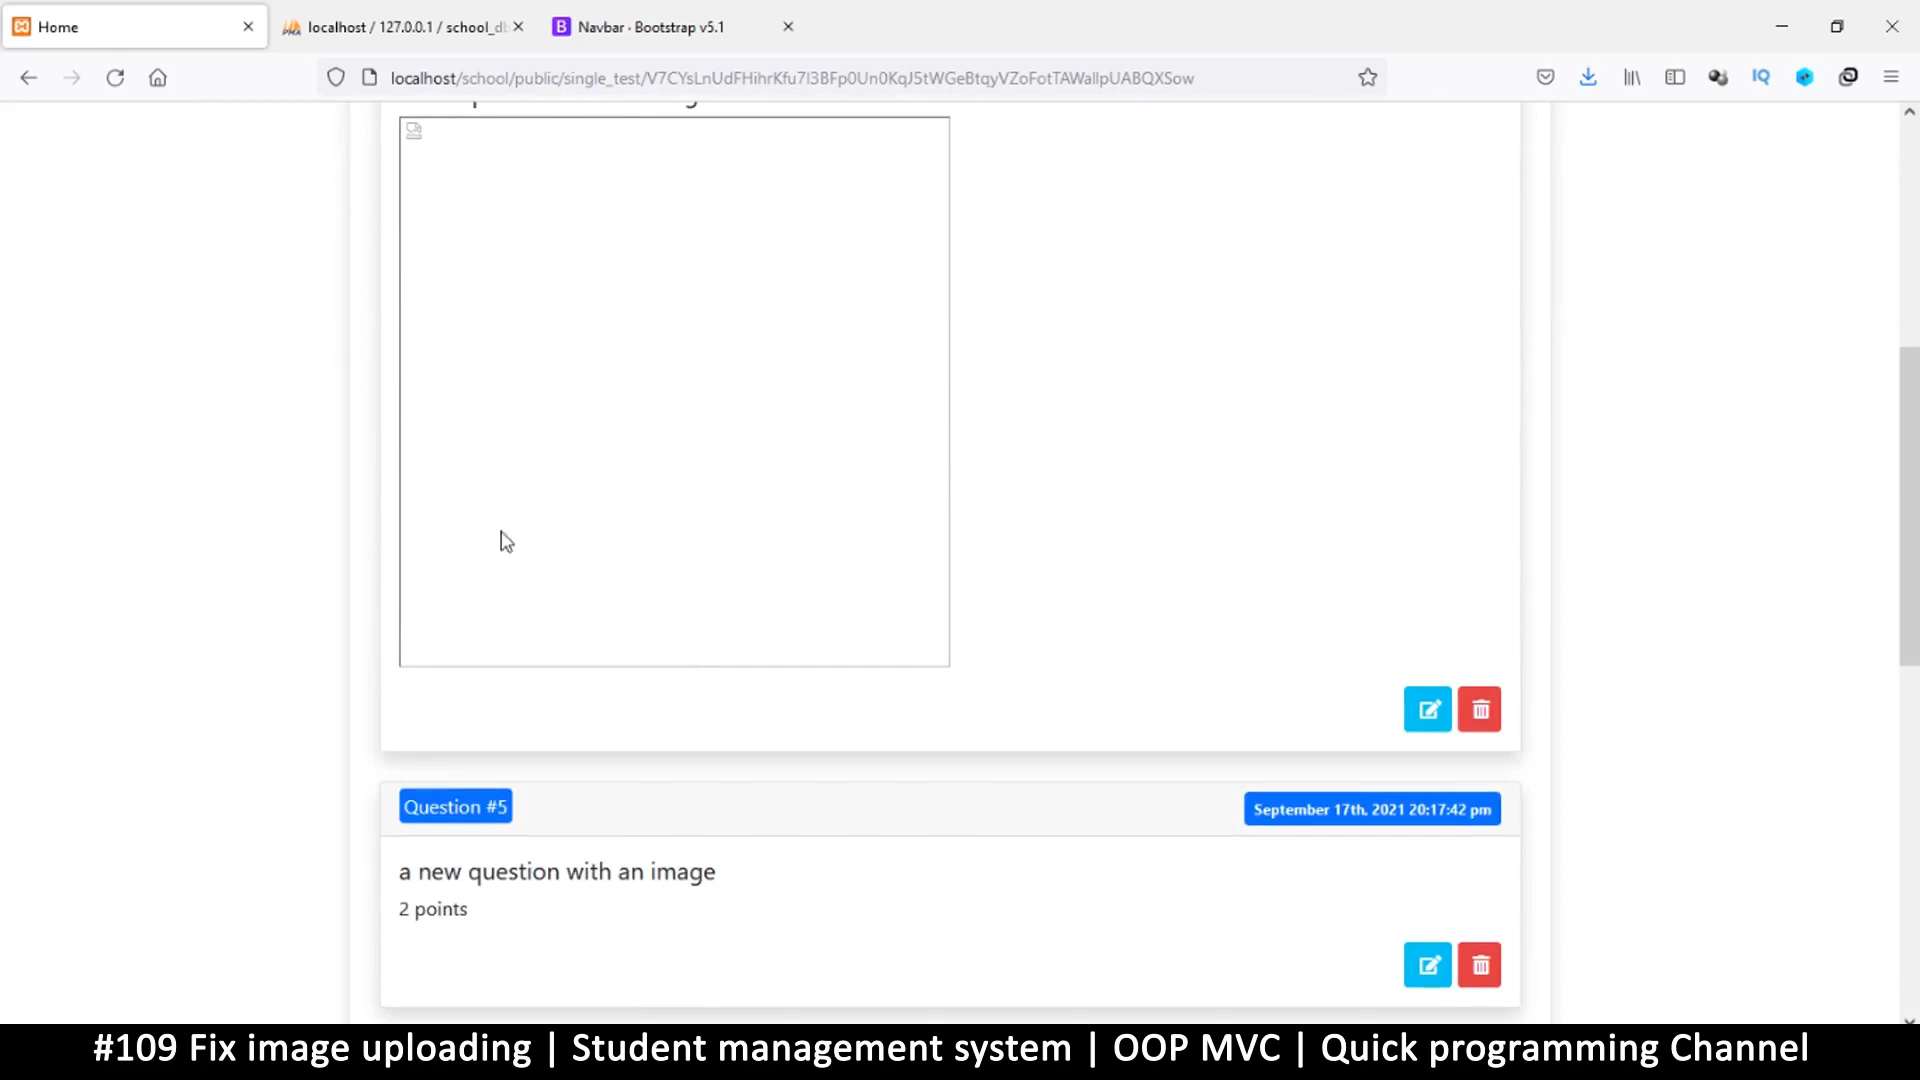 Home
localhost / 127.0.0.1 / school_db
Navbar · Bootstrap v5.1
localhost/school/public/single_test/V7CYsLnUdFHihrKfu7I3BFp0Un0KqJ5tWGeBtqyVZoFotTAWallpUABQXSow
IQ
Question #5
September 17th, 2021 20:17:42 pm
a new question with an image
2 points
#109 Fix image uploading | Student management system | OOP MVC | Quick programming Channel